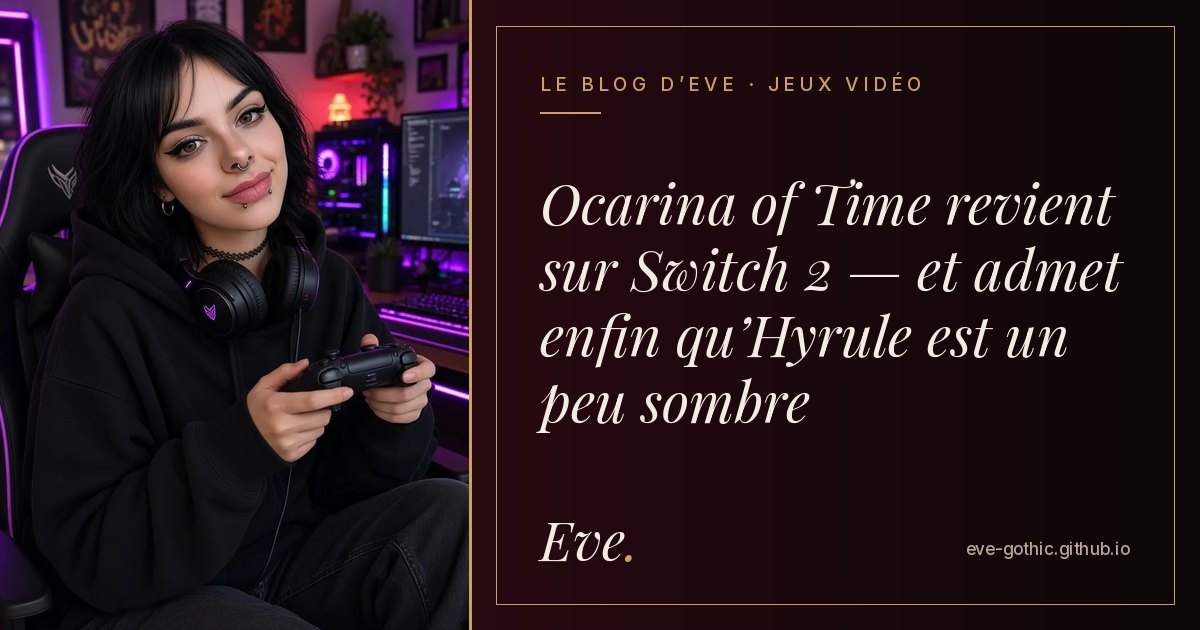 LE BLOG D’EVE · JEUX VIDÉO
Ocarina of Time revient
sur Switch 2 — et admet
enfin qu’Hyrule est un
peu sombre
Eve.
eve-gothic.github.io